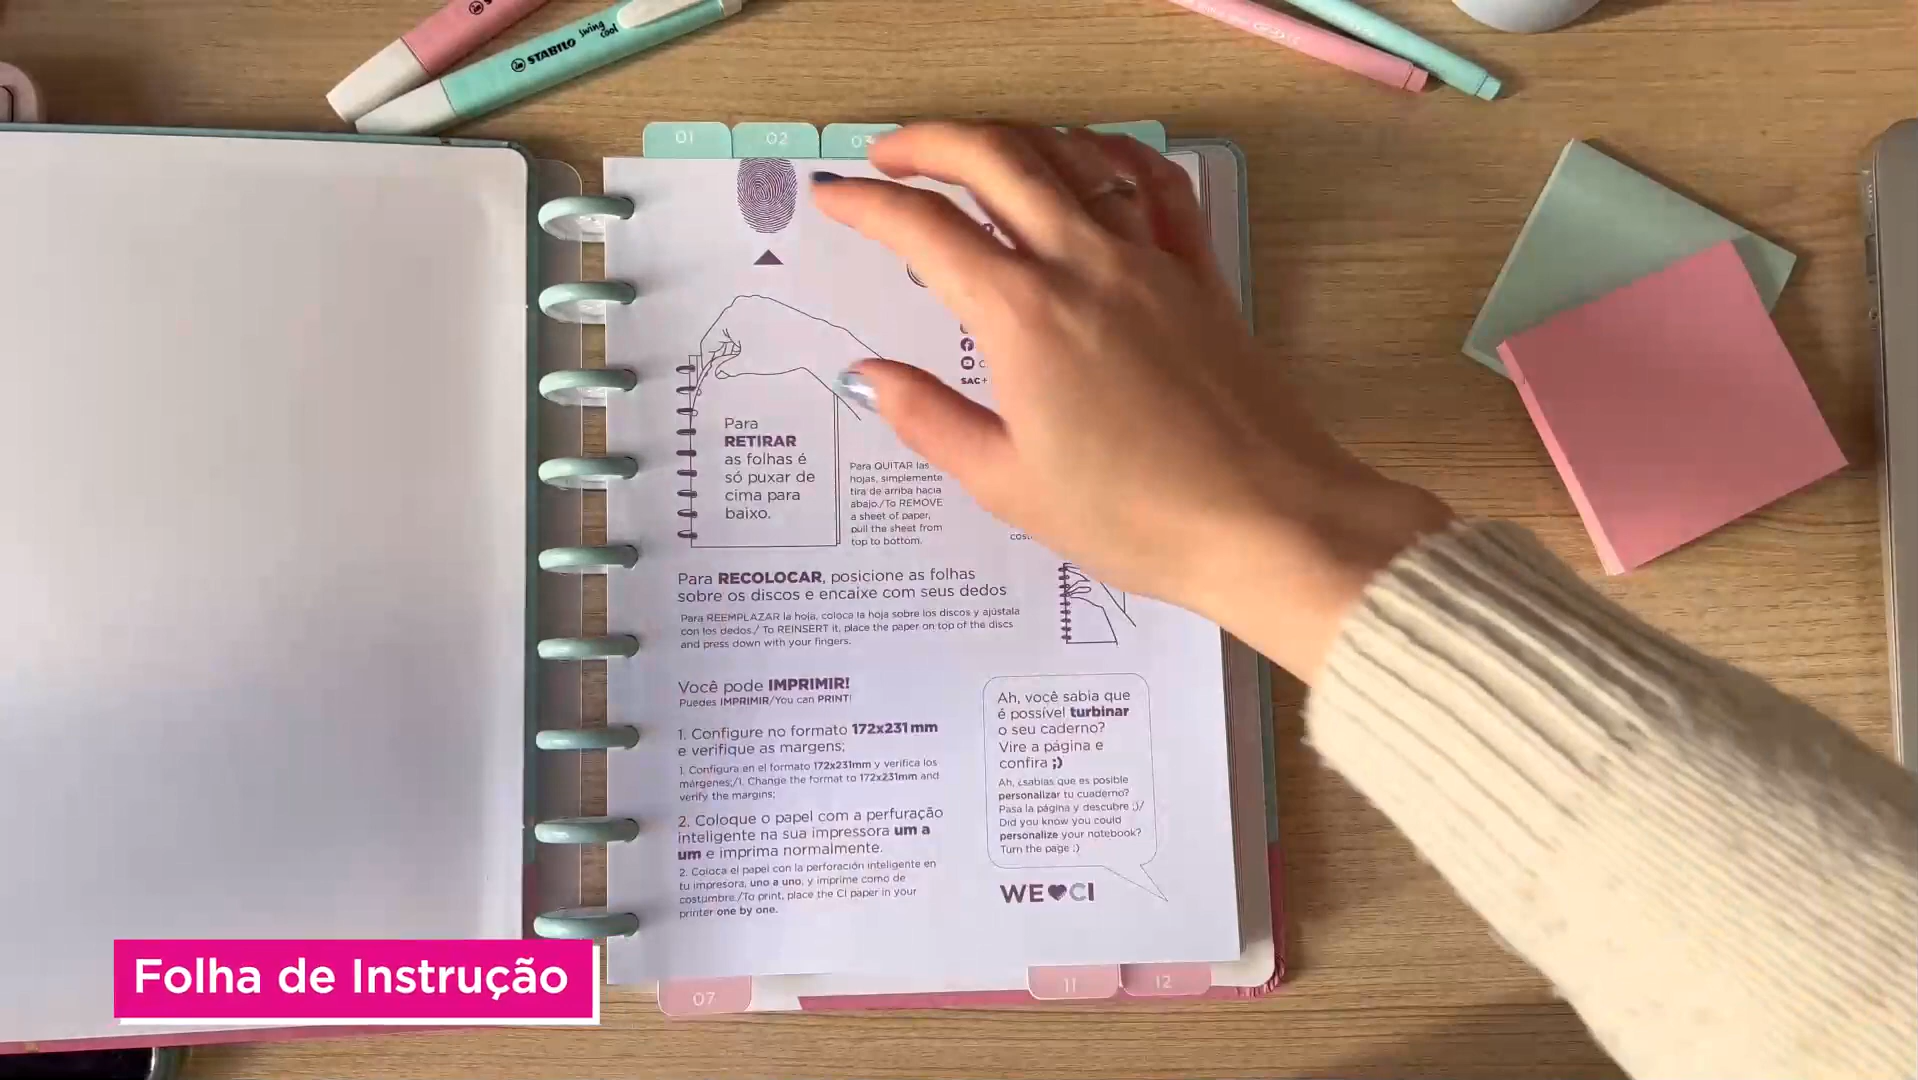 STABILO swing cool
01
02
03
Para
RETIRAR
as folhas é
só puxar de
cima para
baixo.
Para QUITAR las
hojas, simplemente
tira de arriba hacia
abajo./To REMOVE
a sheet of paper,
pull the sheet from
top to bottom.
SAC+
Para RECOLOCAR, posicione as folhas
sobre os discos e encaixe com seus dedos
Para REEMPLAZAR la hoja, coloca la hoja sobre los discos y ajústala
con los dedos./ To REINSERT it, place the paper on top of the discs
and press down with your fingers.
Você pode IMPRIMIR!
Puedes IMPRIMIR/You can PRINT!
1. Configure no formato 172x231mm
e verifique as margens;
1. Configura en el formato 172x231mm y verifica los
márgenes;/1. Change the format to 172x231mm and
verify the margins;
2. Coloque o papel com a perfuração
inteligente na sua impressora um a
um e imprima normalmente.
2. Coloca el papel con la perforación inteligente en
tu impresora, uno a uno, y imprime como de
costumbre./To print, place the CI paper in your
printer one by one.
Ah, você sabia que
é possível turbinar
o seu caderno?
Vire a página e
confira ;)
Ah, ¿sabías que es posible
personalizar tu cuaderno?
Pasa la página y descubre ;)/
Did you know you could
personalize your notebook?
Turn the page ;)
WE CI
07
11
12
Folha de Instrução